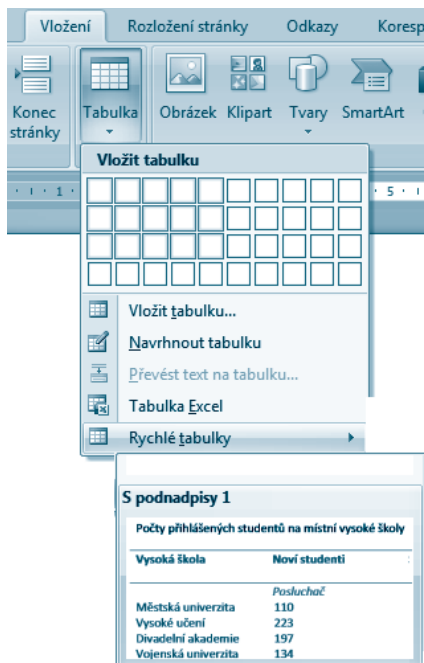 Vložení Rozložení stránky Odkazy Koresp
Konec stránky Tabulka Obrázek Klipart Tvary SmartArt
Vložit tabulku
1 5
Vložit tabulku...
Navrhnout tabulku
Převést text na tabulku...
Tabulka Excel
Rychlé tabulky
S podnadpisy 1
Počty přihlášených studentů na místní vysoké školy
Vysoká škola Noví studenti
Posluchač
Městská univerzita 110
Vysoké učení 223
Divadelní akademie 197
Vojenská univerzita 134